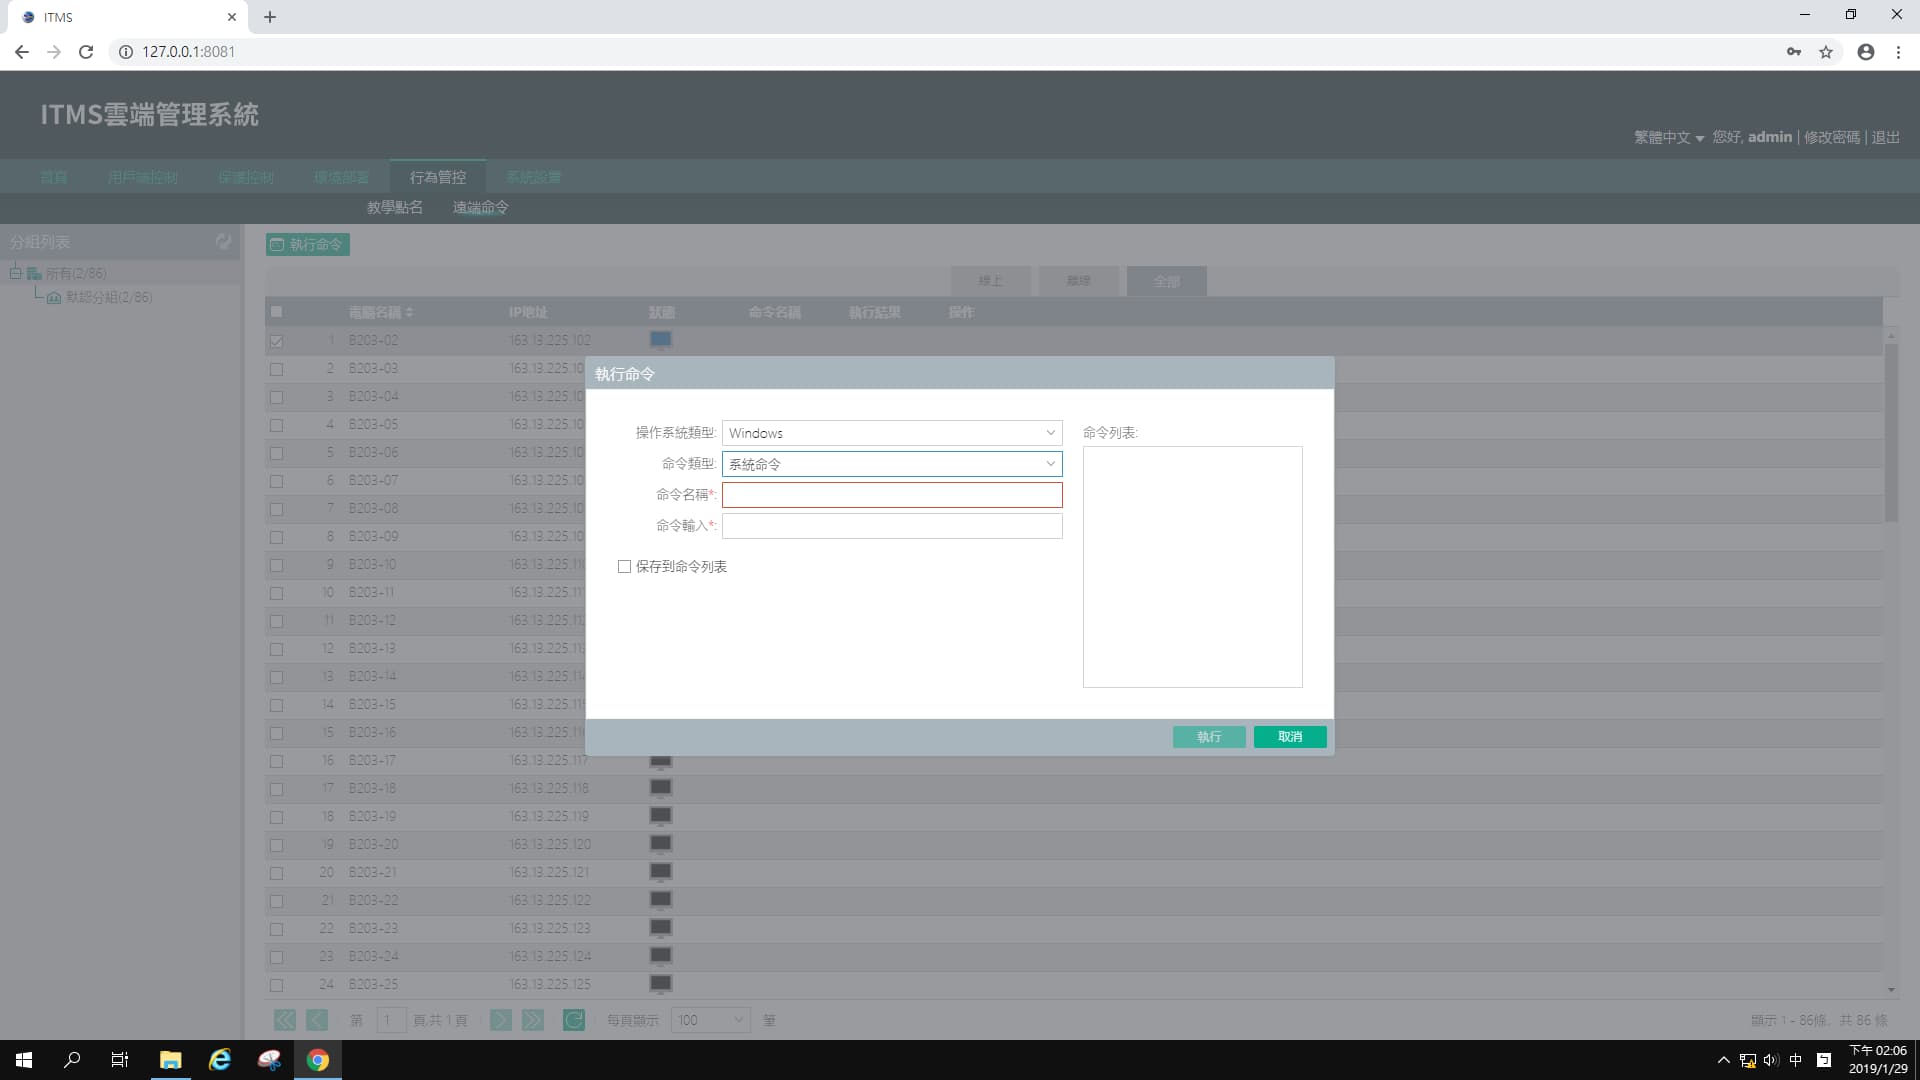 ITMS
127.0.0.1:8081
ITMS雲端管理系統
繁體中文 您好, admin | 修改密碼 | 退出
首頁 用戶端控制 保護控制 環境部署 行為管控 系統設置
教學點名 遠端命令
分組列表
所有(2/86)
默認分組(2/86)
執行命令
線上 離線 全部
電腦名稱 IP地址 狀態 命令名稱 執行結果 操作
1 B203-02 163.13.225.102
2 B203-03 163.13.225.10
3 B203-04 163.13.225.10
4 B203-05 163.13.225.10
5 B203-06 163.13.225.10
6 B203-07 163.13.225.10
7 B203-08 163.13.225.10
8 B203-09 163.13.225.10
9 B203-10 163.13.225.11
10 B203-11 163.13.225.11
11 B203-12 163.13.225.11
12 B203-13 163.13.225.11
13 B203-14 163.13.225.11
14 B203-15 163.13.225.11
15 B203-16 163.13.225.11
16 B203-17 163.13.225.117
17 B203-18 163.13.225.118
18 B203-19 163.13.225.119
19 B203-20 163.13.225.120
20 B203-21 163.13.225.121
21 B203-22 163.13.225.122
22 B203-23 163.13.225.123
23 B203-24 163.13.225.124
24 B203-25 163.13.225.125
執行命令
操作系統類型: Windows
命令類型: 系統命令
命令名稱*:
命令輸入*:
保存到命令列表
命令列表:
執行 取消
第 1 頁,共 1 頁 每頁顯示 100 筆
顯示 1 - 86條，共 86 條
中
下午 02:06
2019/1/29